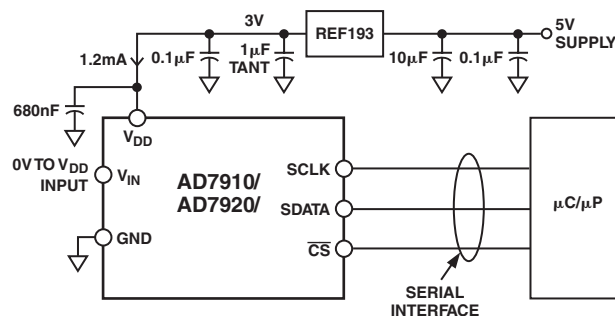 3V
REF193
5V
SUPPLY
1.2mA
0.1μF
1μF
TANT
10μF
0.1μF
680nF
VDD
0V TO VDD
INPUT
VIN
AD7910/
AD7920/
SCLK
SDATA
CS
GND
μC/μP
SERIAL
INTERFACE